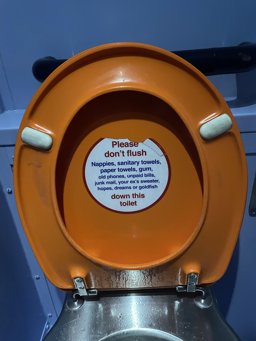 Please
don't flush
Nappies, sanitary towels,
paper towels, gum,
old phones, unpaid bills,
junk mail, your ex's sweater,
hopes, dreams or goldfish
down this
toilet